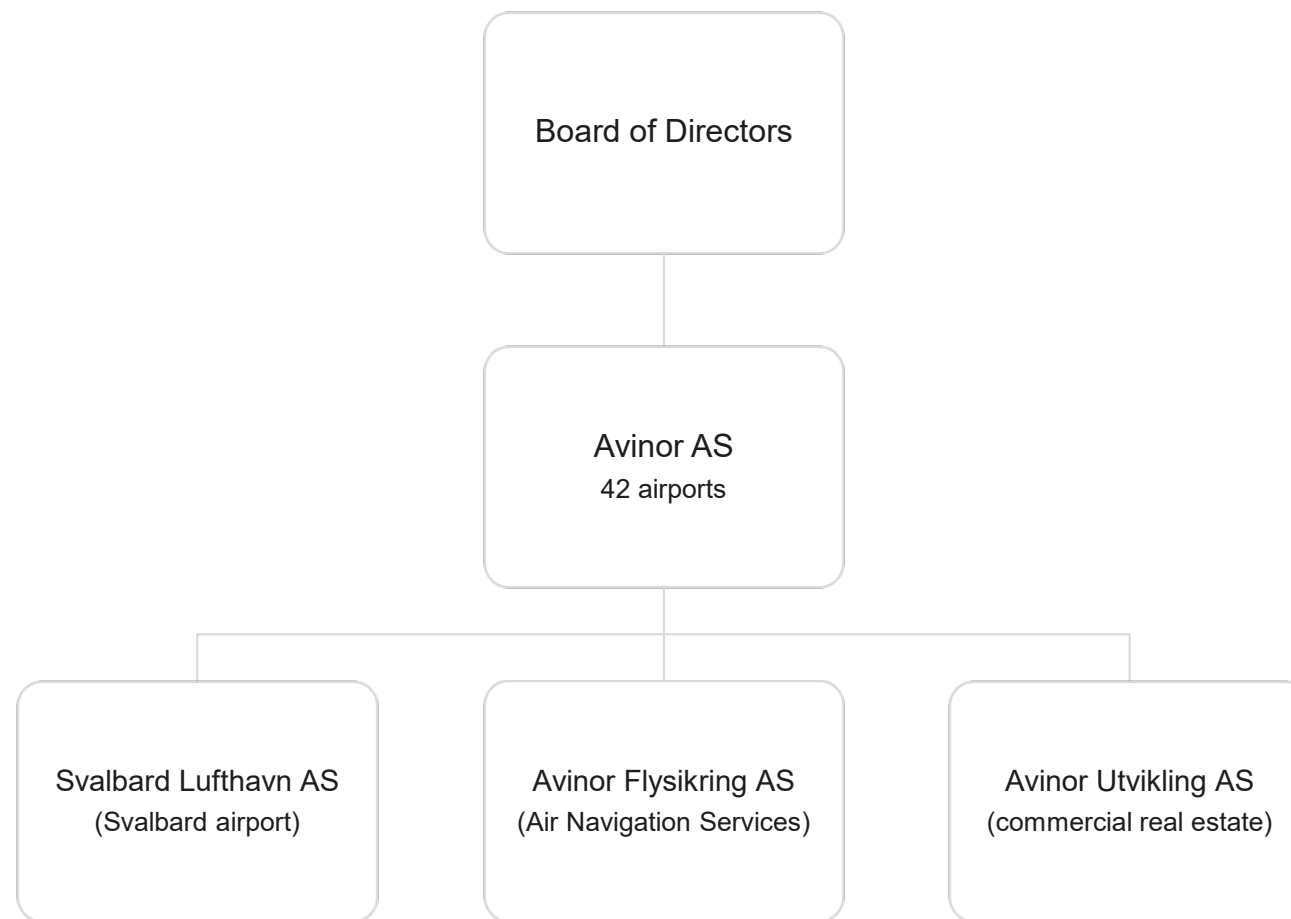 Board of Directors
Avinor AS
42 airports
Svalbard Lufthavn AS
(Svalbard airport)
Avinor Flysikring AS
(Air Navigation Services)
Avinor Utvikling AS
(commercial real estate)